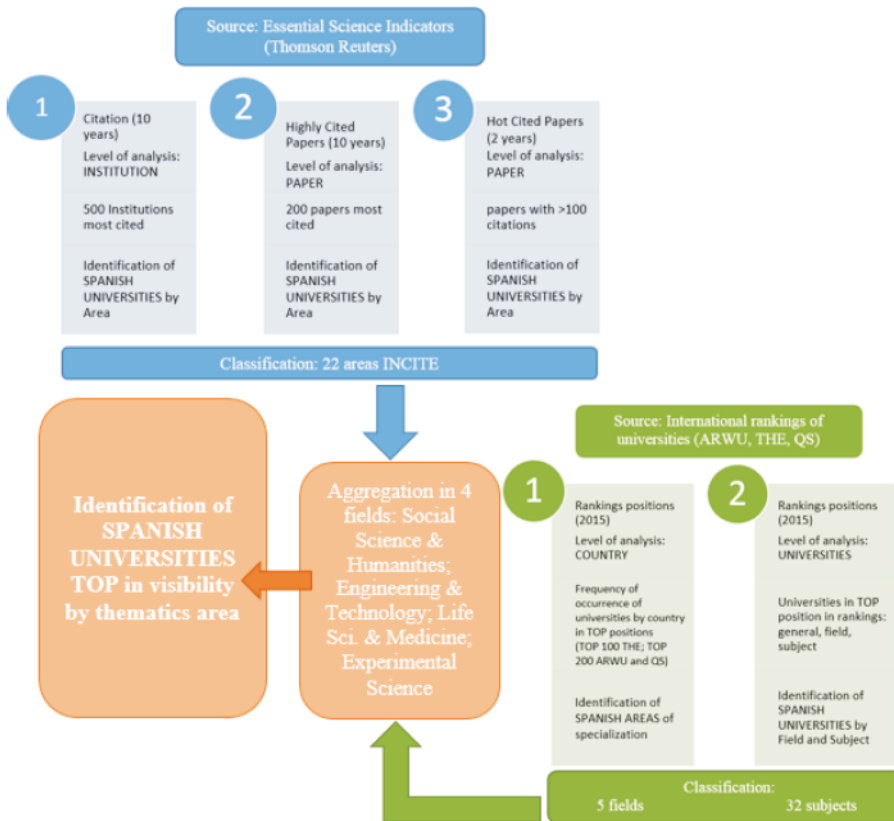 Source: Essential Science Indicators
(Thomson Reuters)
1
Citation (10
years)
Level of analysis:
INSTITUTION
500 Institutions
most cited
Identification of
SPANISH
UNIVERSITIES by
Area
2
Highly Cited
Papers (10 years)
Level of analysis:
PAPER
200 papers most
cited
Identification of
SPANISH
UNIVERSITIES by
Area
3
Hot Cited Papers
(2 years)
Level of analysis:
PAPER
papers with >100
citations
Identification of
SPANISH
UNIVERSITIES by
Area
Classification: 22 areas INCITE
Identification of
SPANISH
UNIVERSITIES
TOP in visibility
by thematics area
Aggregation in 4
fields: Social
Science &
Humanities;
Engineering &
Technology; Life
Sci. & Medicine;
Experimental
Science
Source: International rankings of
universities (ARWU, THE, QS)
1
Rankings positions
(2015)
Level of analysis:
COUNTRY
Frequency of
occurrence of
universities by country
in TOP positions
(TOP 100 THE; TOP
200 ARWU and QS)
Identification of
SPANISH AREAS of
specialization
2
Rankings positions
(2015)
Level of analysis:
UNIVERSITIES
Universities in TOP
position in rankings:
general, field,
subject
Identification of
SPANISH
UNIVERSITIES by
Field and Subject
Classification:
5 fields 32 subjects